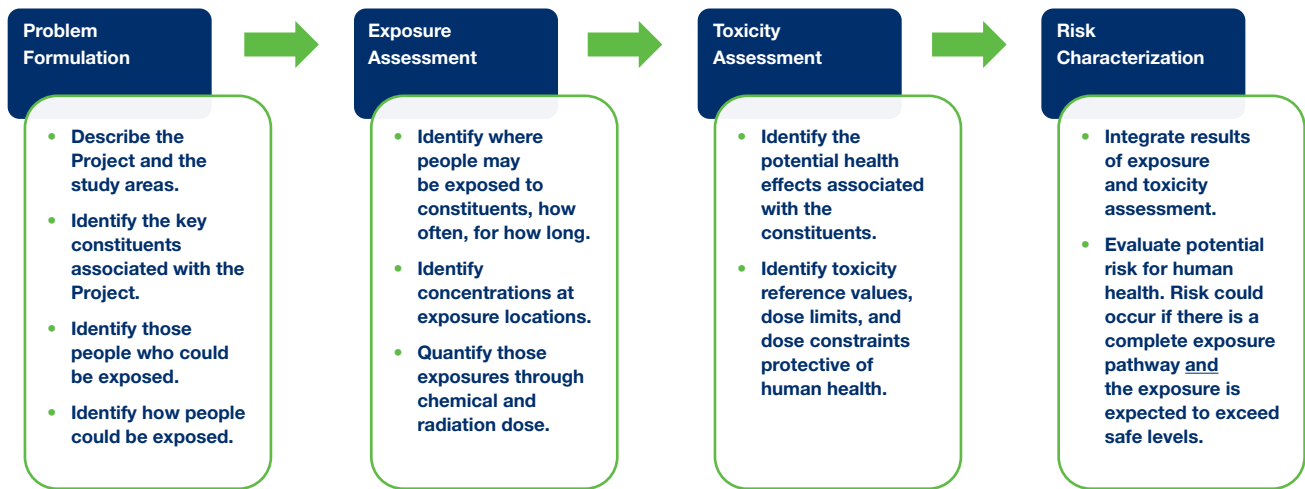 Problem
Formulation
• Describe the
Project and the
study areas.
• Identify the key
constituents
associated with the
Project.
• Identify those
people who could
be exposed.
• Identify how people
could be exposed.
Exposure
Assessment
• Identify where
people may
be exposed to
constituents, how
often, for how long.
• Identify
concentrations at
exposure locations.
• Quantify those
exposures through
chemical and
radiation dose.
Toxicity
Assessment
• Identify the
potential health
effects associated
with the
constituents.
• Identify toxicity
reference values,
dose limits, and
dose constraints
protective of
human health.
Risk
Characterization
• Integrate results
of exposure
and toxicity
assessment.
• Evaluate potential
risk for human
health. Risk could
occur if there is a
complete exposure
pathway and
the exposure is
expected to exceed
safe levels.